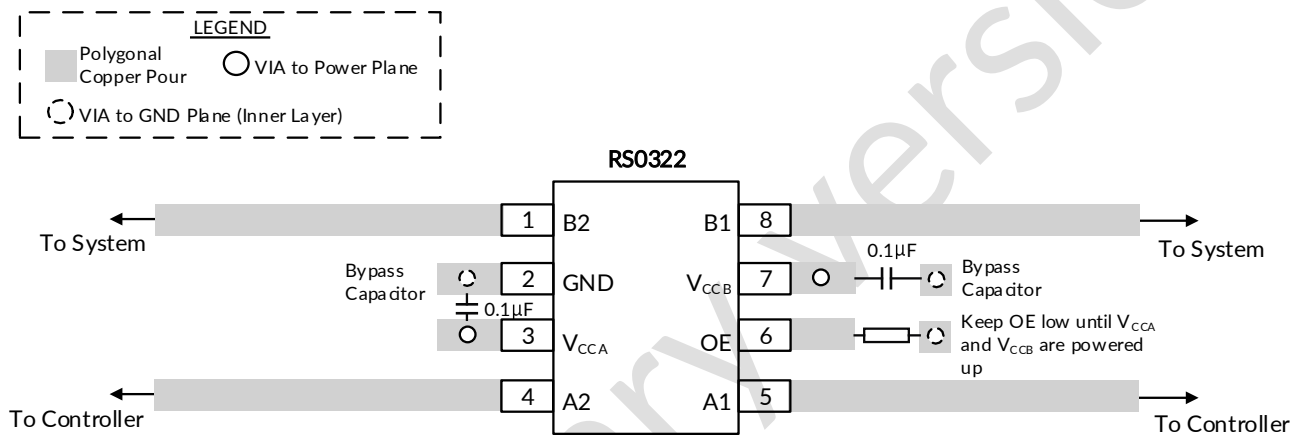 LEGEND
Polygonal
Copper Pour
VIA to Power Plane
VIA to GND Plane (Inner Layer)
RS0322
1 B2
B1 8
To System
To System
0.1μF
Bypass
Capacitor
2 GND
VCCB 7
Bypass
Capacitor
0.1μF
3 VCCA
OE 6
Keep OE low until VCCA
and VCCB are powered
up
4 A2
A1 5
To Controller
To Controller
ery version